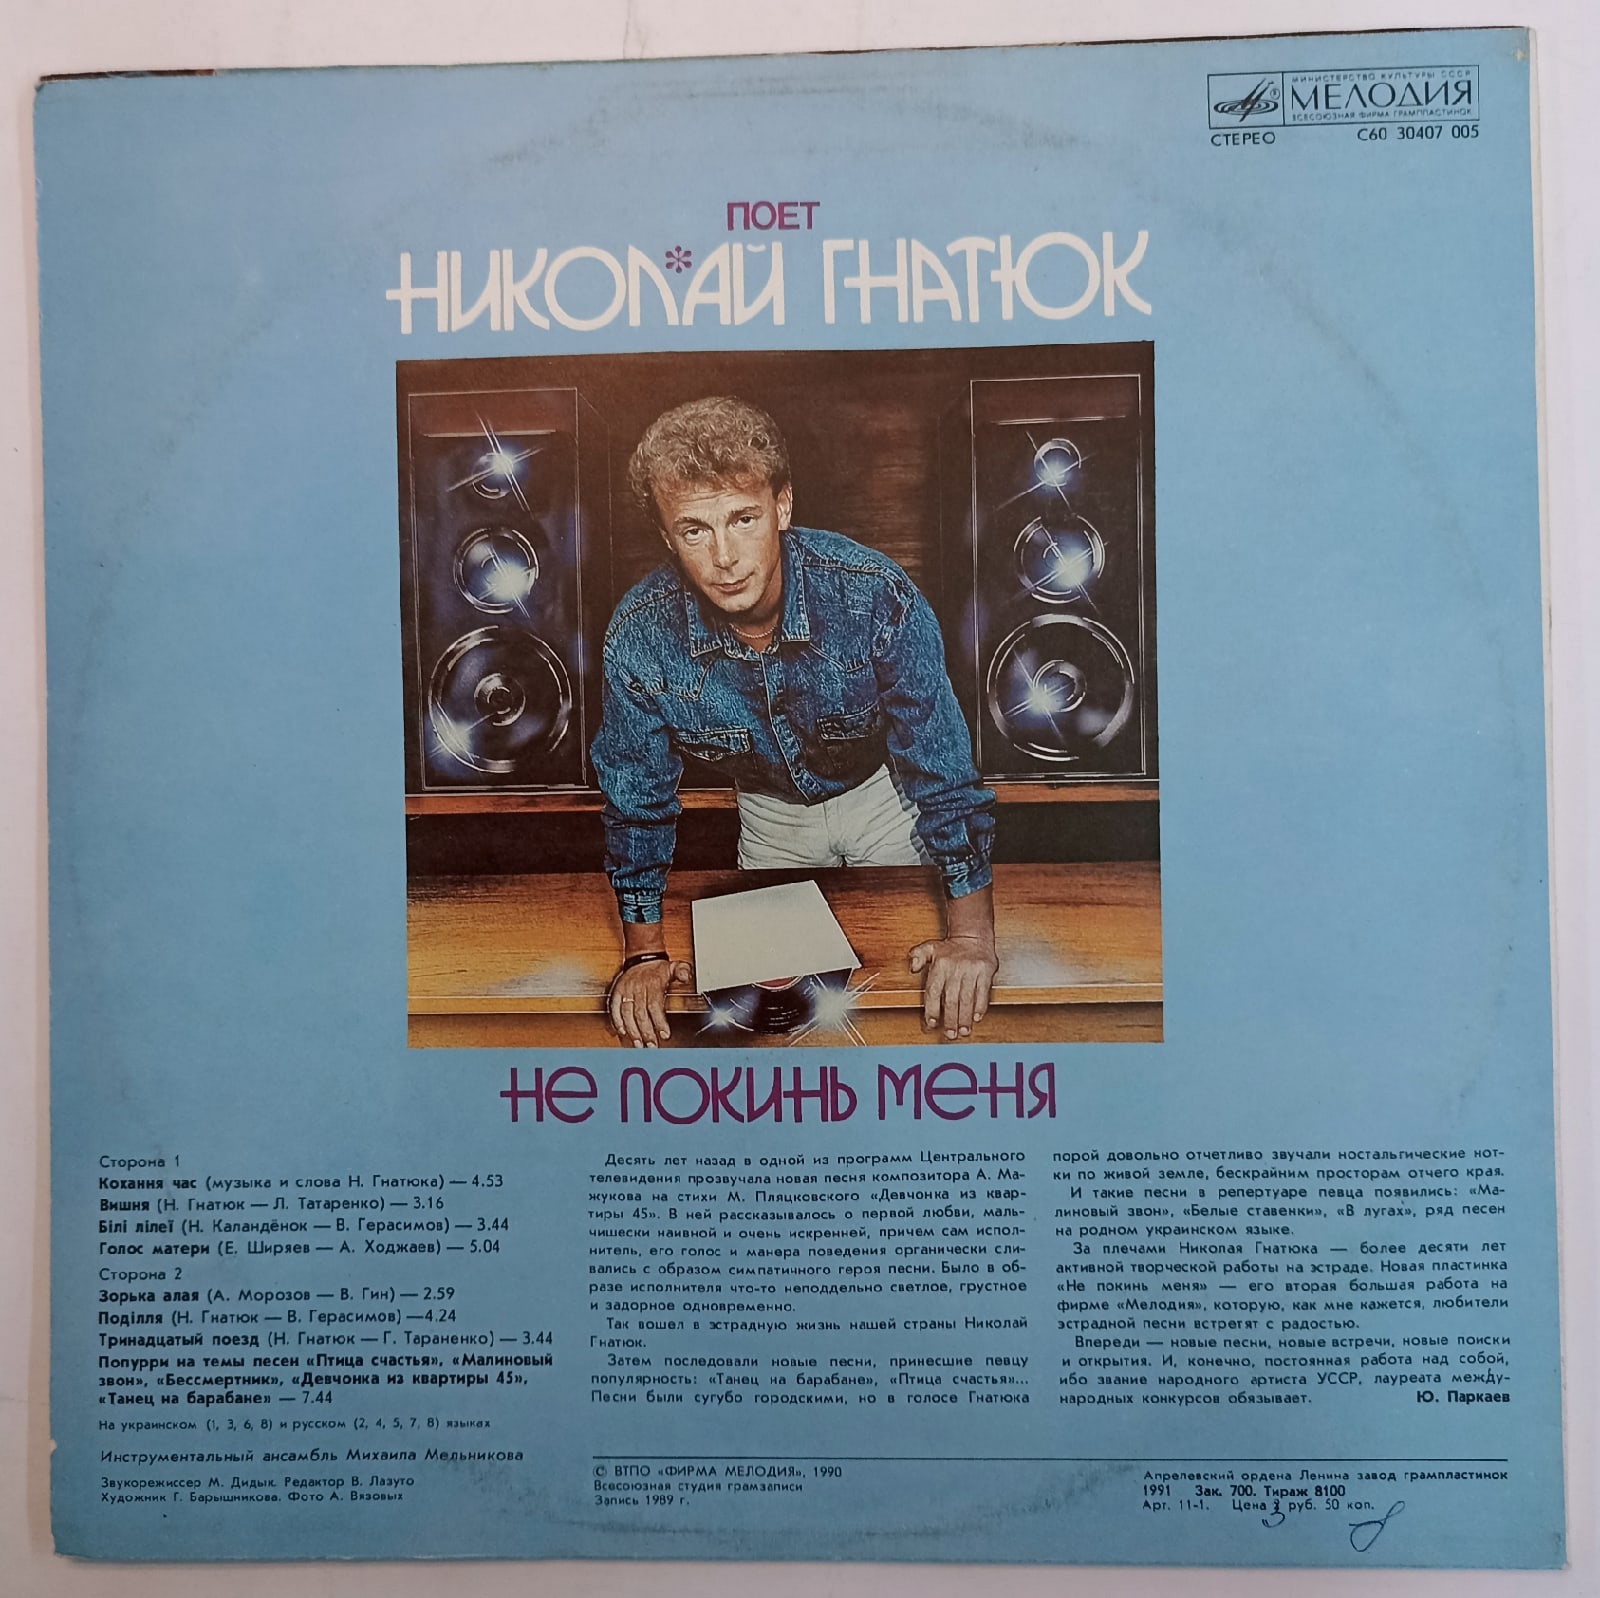 МИНИСТЕРСТВО КУЛЬТУРЫ СССР
МЕЛОДИЯ
ВСЕСОЮЗНАЯ ФИРМА ГРАМПЛАСТИНОК
СТЕРЕО С60 30407 005
ПОЕТ
НИКОЛАЙ ГНАТЮК
НЕ ПОКИНЬ МЕНЯ
Сторона 1
Кохання час (музыка и слова Н. Гнатюка) — 4.53
Вишня (Н. Гнатюк — Л. Татаренко) — 3.16
Білі лілеї (Н. Каландёнок — В. Герасимов) — 3.44
Голос матери (Е. Ширяев — А. Ходжаев) — 5.04
Сторона 2
Зорька алая (А. Морозов — В. Гин) — 2.59
Поділля (Н. Гнатюк — В. Герасимов) —4.24
Тринадцатый поезд (Н. Гнатюк — Г. Тараненко) — 3.44
Попурри на темы песен «Птица счастья», «Малиновый
звон», «Бессмертник», «Девчонка из квартиры 45»,
«Танец на барабане» — 7.44
На украинском (1, 3, 6, 8) и русском (2, 4, 5, 7, 8) языках
Инструментальный ансамбль Михаила Мельникова
Звукорежиссер М. Дидык. Редактор В. Лазуто
Художник Г. Барышникова. Фото А. Вязовых
Десять лет назад в одной из программ Центрального
телевидения прозвучала новая песня композитора А. Ма-
жукова на стихи М. Пляцковского «Девчонка из квар-
тиры 45». В ней рассказывалось о первой любви, маль-
чишески наивной и очень искренней, причем сам испол-
нитель, его голос и манера поведения органически сли-
вались с образом симпатичного героя песни. Было в об-
разе исполнителя что-то неподдельно светлое, грустное
и задорное одновременно.
Так вошел в эстрадную жизнь нашей страны Николай
Гнатюк.
Затем последовали новые песни, принесшие певцу
популярность: «Танец на барабане», «Птица счастья»...
Песни были сугубо городскими, но в голосе Гнатюка
порой довольно отчетливо звучали ностальгические нот-
ки по живой земле, бескрайним просторам отчего края.
И такие песни в репертуаре певца появились: «Ма-
линовый звон», «Белые ставенки», «В лугах», ряд песен
на родном украинском языке.
За плечами Николая Гнатюка — более десяти лет
активной творческой работы на эстраде. Новая пластинка
«Не покинь меня» — его вторая большая работа на
фирме «Мелодия», которую, как мне кажется, любители
эстрадной песни встретят с радостью.
Впереди — новые песни, новые встречи, новые поиски
и открытия. И, конечно, постоянная работа над собой,
ибо звание народного артиста УССР, лауреата между-
народных конкурсов обязывает. Ю. Паркаев
© ВТПО «ФИРМА МЕЛОДИЯ», 1990
Всесоюзная студия грамзаписи
Запись 1989 г.
Апрелевский ордена Ленина завод грампластинок
1991 Зак. 700. Тираж 8100
Арт. 11-1. Цена 3 руб. 50 коп.
3